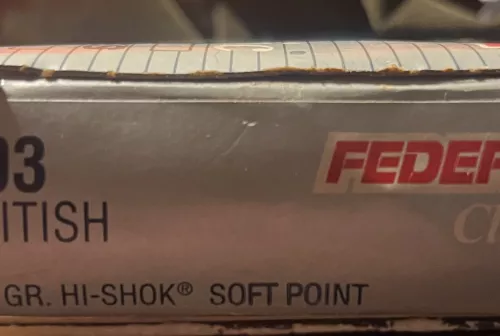 03
ITISH
FEDER
GR. HI-SHOK® SOFT POINT